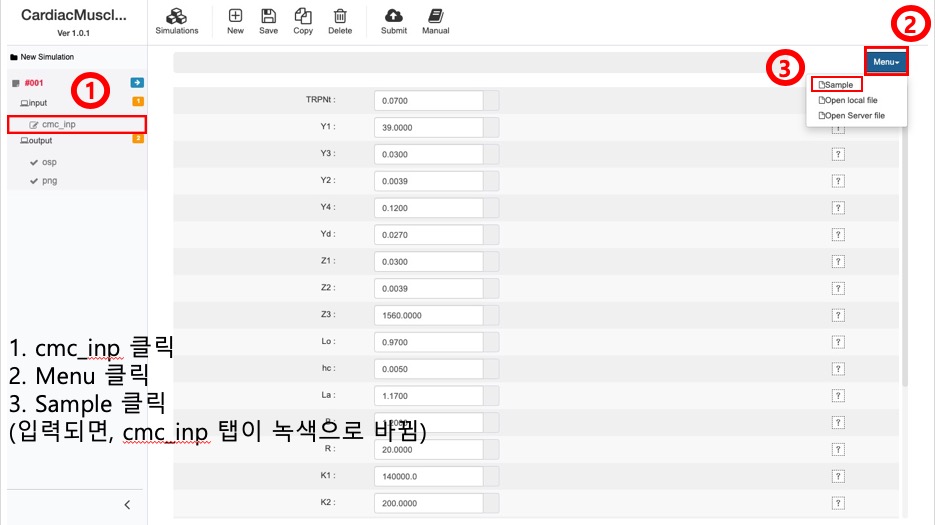 CardiacMuscl...
Ver 1.0.1
Simulations
New
Save
Copy
Delete
Submit
Manual
2
New Simulation
#001
1
input
1
cmc_inp
output
2
osp
png
Menu
3
Sample
Open local file
Open Server file
TRPNt : 0.0700
Y1 : 39.0000 ?
Y3 : 0.0300 ?
Y2 : 0.0039 ?
Y4 : 0.1200 ?
Yd : 0.0270 ?
Z1 : 0.0300 ?
Z2 : 0.0039 ?
Z3 : 1560.0000 ?
Lo : 0.9700 ?
hc : 0.0050 ?
La : 1.1700 ?
?
R : 20.0000 ?
K1 : 140000.0 ?
K2 : 200.0000 ?
1. cmc_inp 클릭
2. Menu 클릭
3. Sample 클릭
(입력되면, cmc_inp 탭이 녹색으로 바뀜)